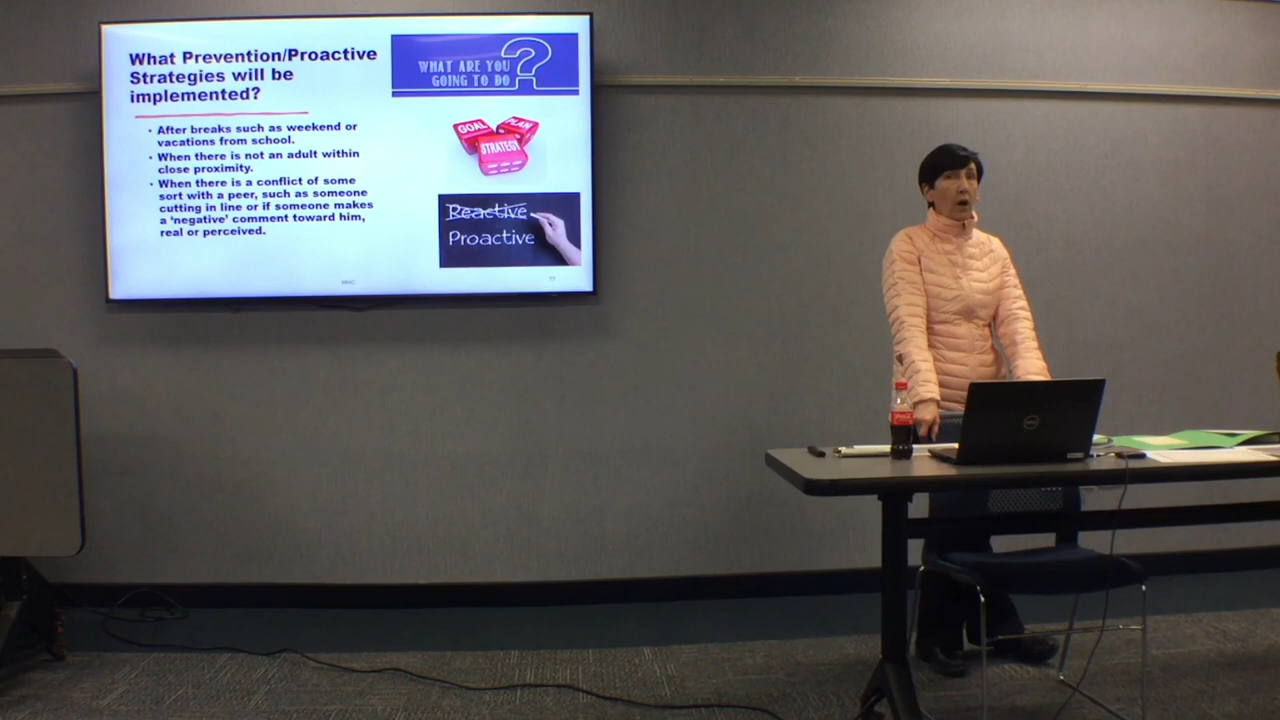 What Prevention/Proactive
Strategies will be
implemented?
• After breaks such as weekend or
vacations from school.
• When there is not an adult within
close proximity.
• When there is a conflict of some
sort with a peer, such as someone
cutting in line or if someone makes
a 'negative' comment toward him,
real or perceived.
WHAT ARE YOU
GOING TO DO ?
GOAL
PLAN
STRATEGY
Reactive
Proactive
DELL
Coca-Cola